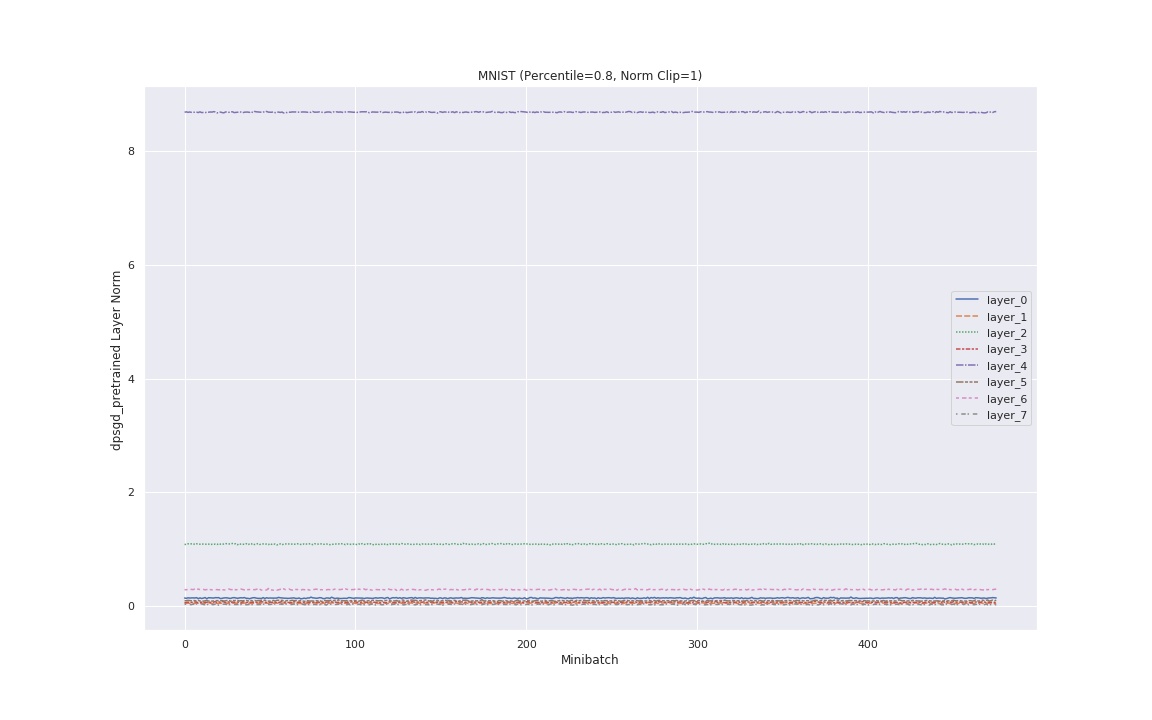 MNIST (Percentile=0.8, Norm Clip=1)
8
6
4
2
0
dpsgd_pretrained Layer Norm
layer_0
layer_1
layer_2
layer_3
layer_4
layer_5
layer_6
layer_7
0 100 200 300 400
Minibatch